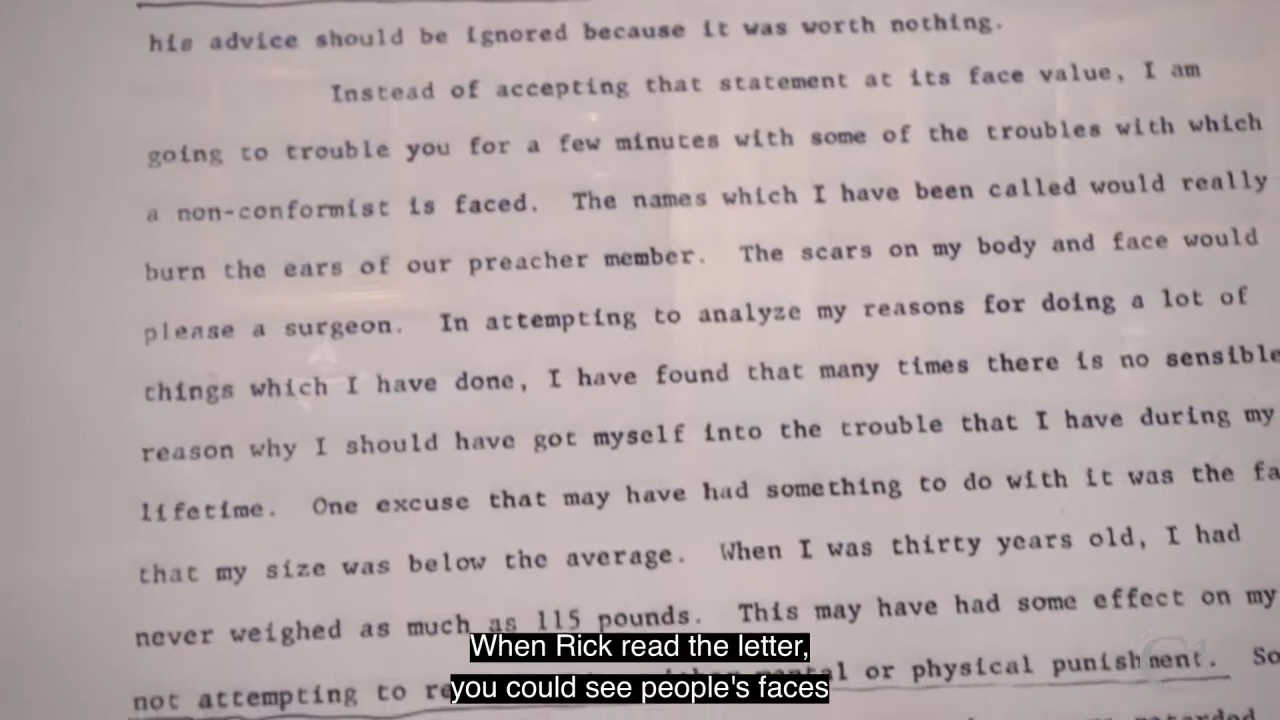 his advice should be ignored because it was worth nothing.
Instead of accepting that statement at its face value, I am
going to trouble you for a few minutes with some of the troubles with which
a non-conformist is faced. The names which I have been called would really
burn the ears of our preacher member. The scars on my body and face would
please a surgeon. In attempting to analyze my reasons for doing a lot of
things which I have done, I have found that many times there is no sensible
reason why I should have got myself into the trouble that I have during my
lifetime. One excuse that may have had something to do with it was the fa
that my size was below the average. When I was thirty years old, I had
never weighed as much as 115 pounds. This may have had some effect on my
not attempting to re or physical punishment. So
When Rick read the letter,
you could see people's faces